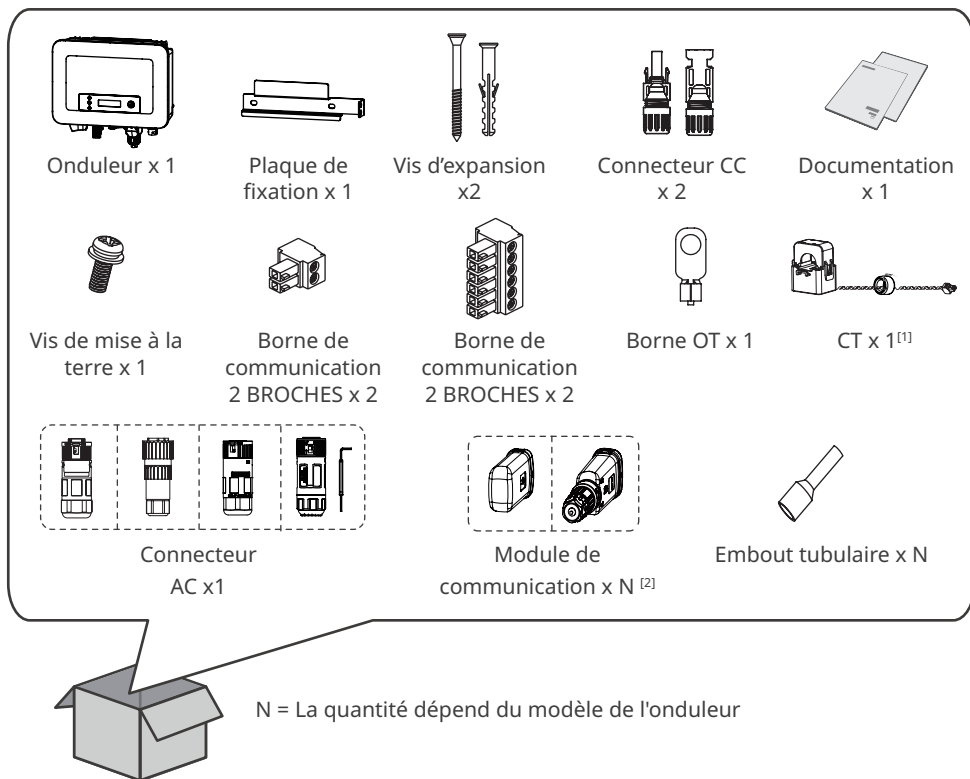 Onduleur x 1
Plaque de
fixation x 1
Vis d’expansion
x2
Connecteur CC
x 2
Documentation
x 1
Vis de mise à la
terre x 1
Borne de
communication
2 BROCHES x 2
Borne de
communication
2 BROCHES x 2
Borne OT x 1
CT x 1[1]
Connecteur
AC x1
Module de
communication x N [2]
Embout tubulaire x N
N = La quantité dépend du modèle de l'onduleur